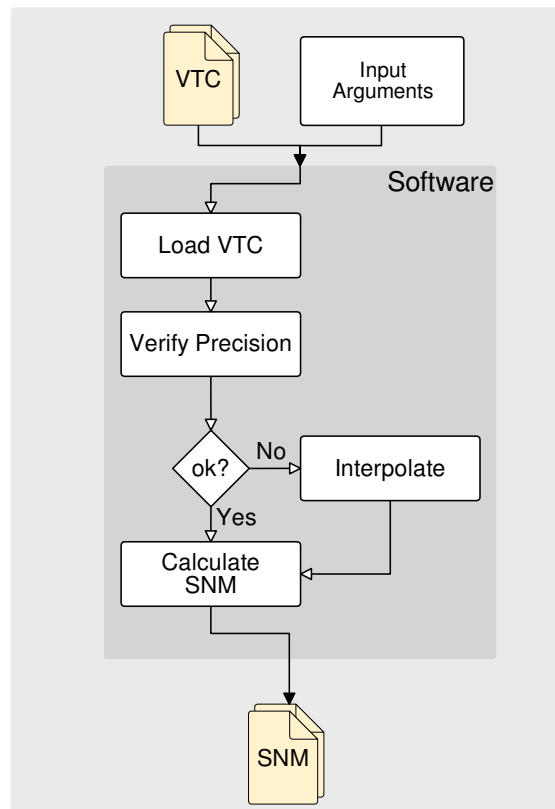 VTC
Input
Arguments
Software
Load VTC
Verify Precision
ok?
No
Interpolate
Yes
Calculate
SNM
SNM